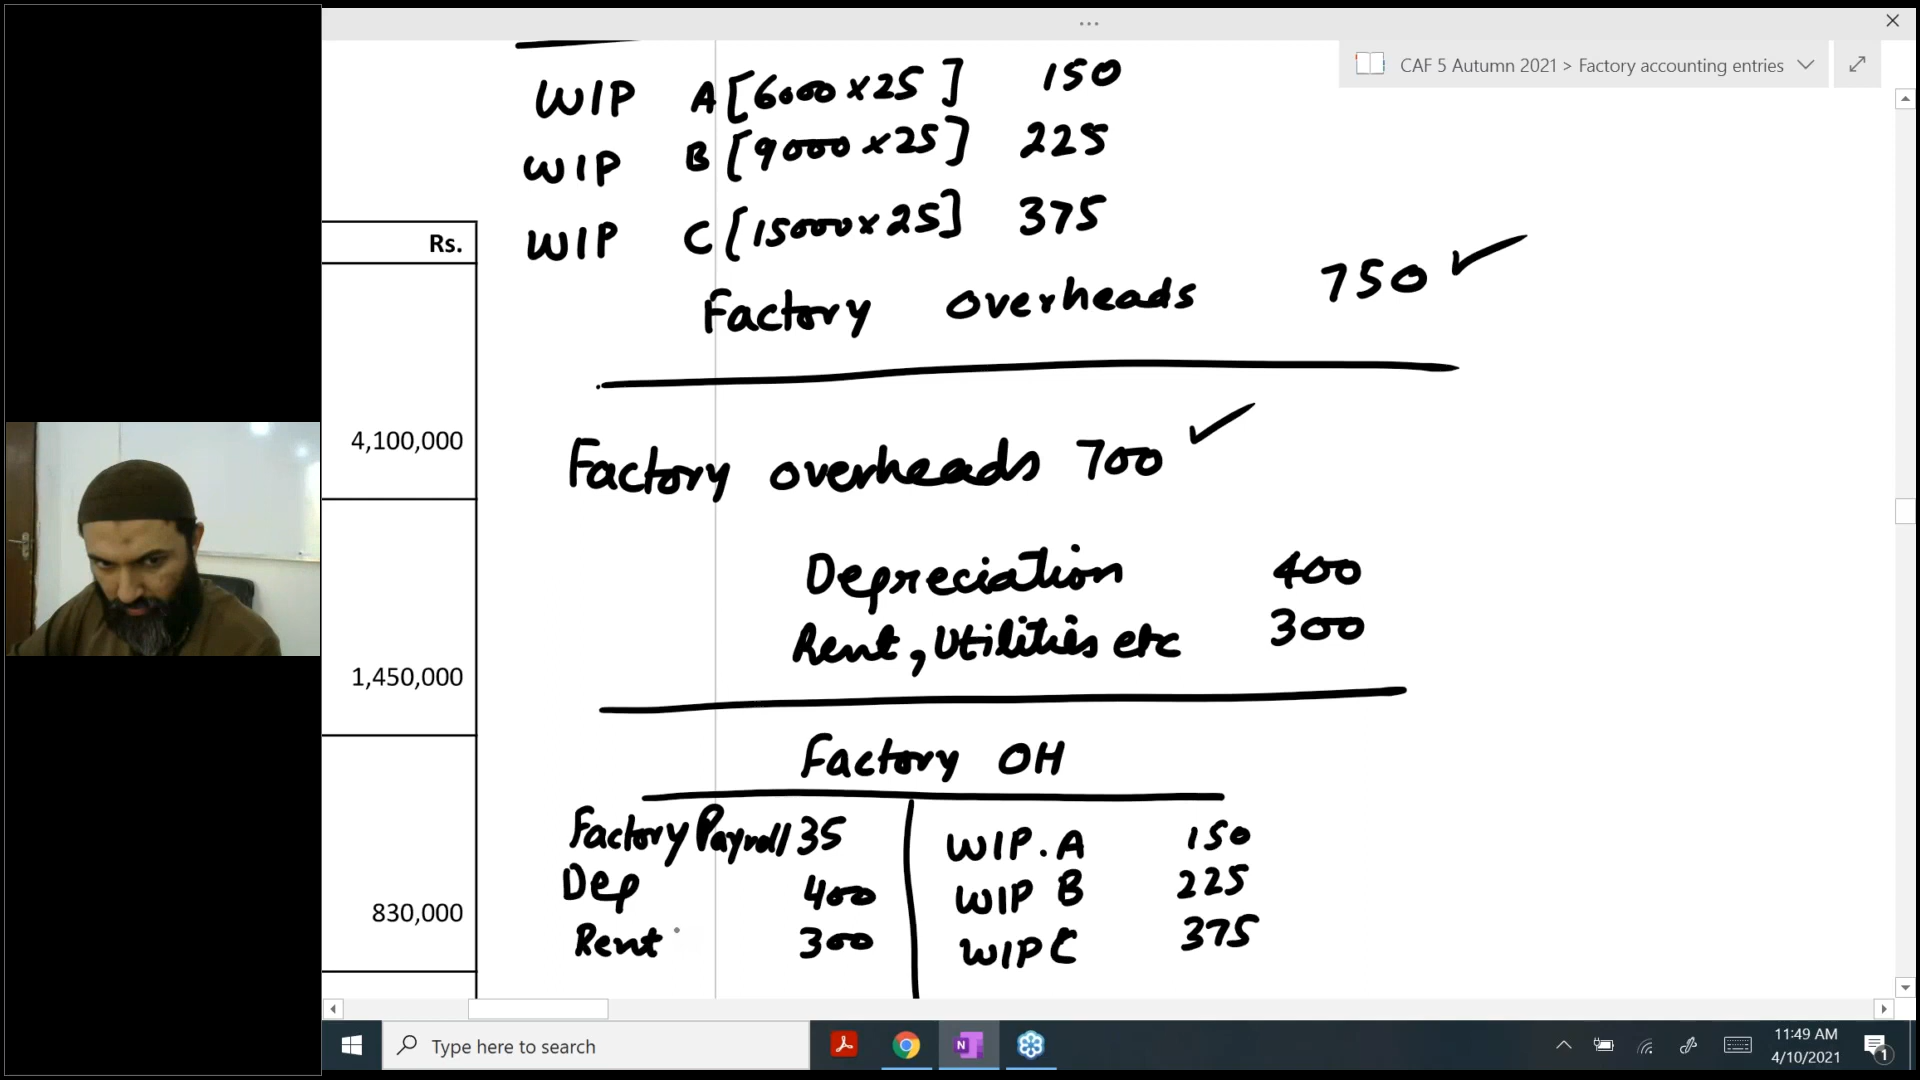 ...
CAF 5 Autumn 2021 > Factory accounting entries
WIP A [6000 x 25] 150
WIP B [9000 x 25] 225
WIP C [15000 x 25] 375
Factory overheads 750 ✓
Rs.
4,100,000
1,450,000
830,000
Factory overheads 700 ✓
Depreciation 400
Rent, Utilities etc 300
Factory OH
Factory Payroll 35 WIP. A 150
Dep 400 WIP B 225
Rent 300 WIP C 375
Type here to search
N
11:49 AM
4/10/2021
1